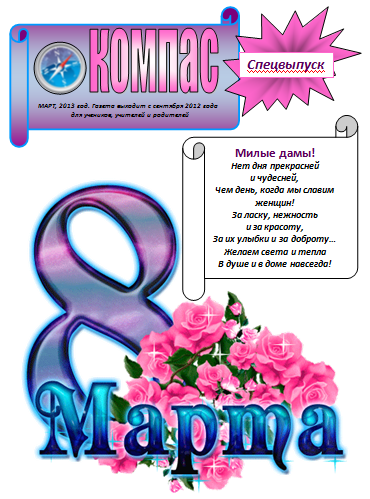 КОМПАС
Спецвыпуск
МАРТ, 2013 год. Газета выходит с сентября 2012 года
для учеников, учителей и родителей
Милые дамы!
Нет дня прекрасней
и чудесней,
Чем день, когда мы славим
женщин!
За ласку, нежность
и за красоту,
За их улыбки и за доброту...
Желаем света и тепла
В душе и в доме навсегда!
8
Марта